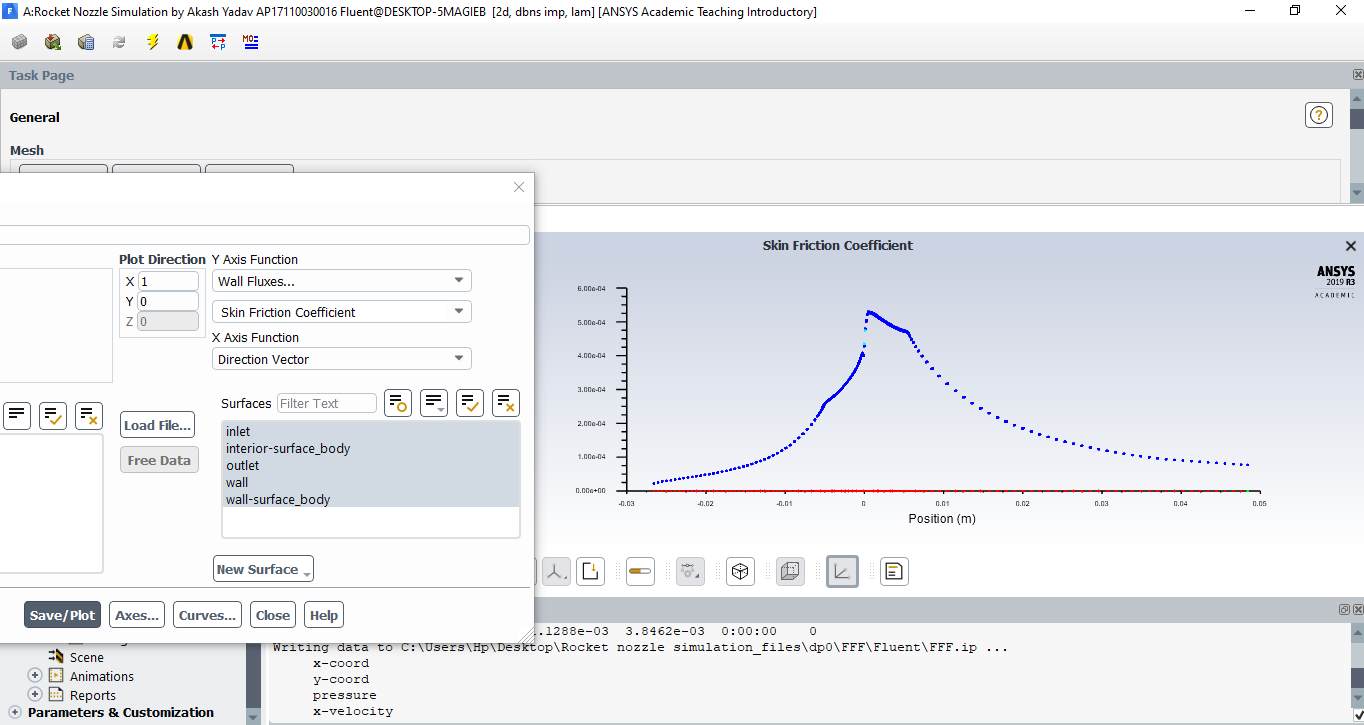 A:Rocket Nozzle Simulation by Akash Yadav AP17110030016 Fluent@DESKTOP-5MAGIEB [2d, dbns imp, lam] [ANSYS Academic Teaching Introductory]
Task Page
General
Mesh
Plot Direction
X 1
Y 0
Z 0
Y Axis Function
Wall Fluxes...
Skin Friction Coefficient
X Axis Function
Direction Vector
Load File...
Free Data
Surfaces Filter Text
inlet
interior-surface_body
outlet
wall
wall-surface_body
New Surface
Save/Plot Axes... Curves... Close Help
Skin Friction Coefficient
ANSYS
2019 R3
ACADEMIC
6.00e-04
5.00e-04
4.00e-04
3.00e-04
2.00e-04
1.00e-04
0.00e+00
-0.03 -0.02 -0.01 0 0.01 0.02 0.03 0.04 0.05
Position (m)
.1288e-03 3.8462e-03 0:00:00 0
Writing data to C:\Users\Hp\Desktop\Rocket nozzle simulation_files\dp0\FFF\Fluent\FFF.ip ...
x-coord
y-coord
pressure
x-velocity
Scene
Animations
Reports
Parameters & Customization